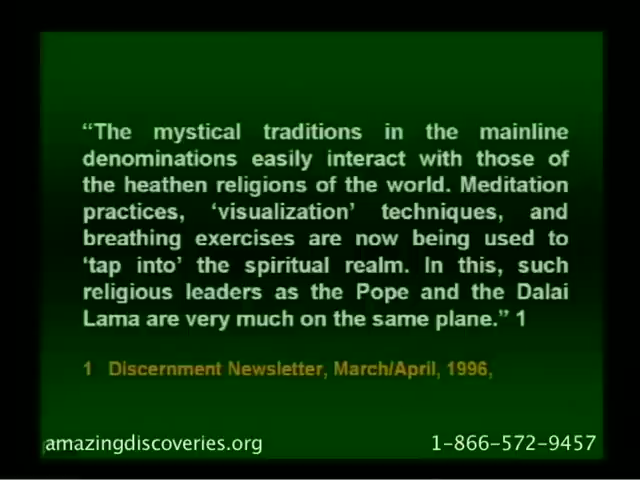 “The mystical traditions in the mainline
denominations easily interact with those of
the heathen religions of the world. Meditation
practices, ‘visualization’ techniques, and
breathing exercises are now being used to
‘tap into’ the spiritual realm. In this, such
religious leaders as the Pope and the Dalai
Lama are very much on the same plane.” 1
1 Discernment Newsletter, March/April, 1996,
amazingdiscoveries.org 1-866-572-9457